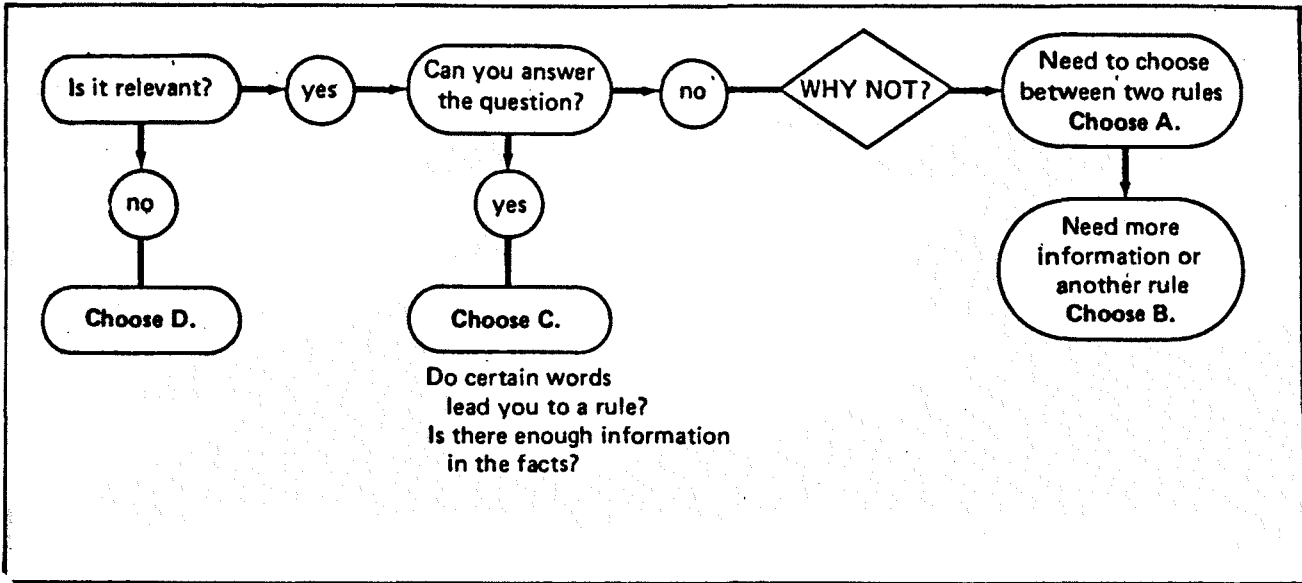 Is it relevant?
yes
Can you answer
the question?
no
WHY NOT?
Need to choose
between two rules
Choose A.
no
yes
Need more
information or
another rule
Choose B.
Choose D.
Choose C.
Do certain words
lead you to a rule?
Is there enough information
in the facts?